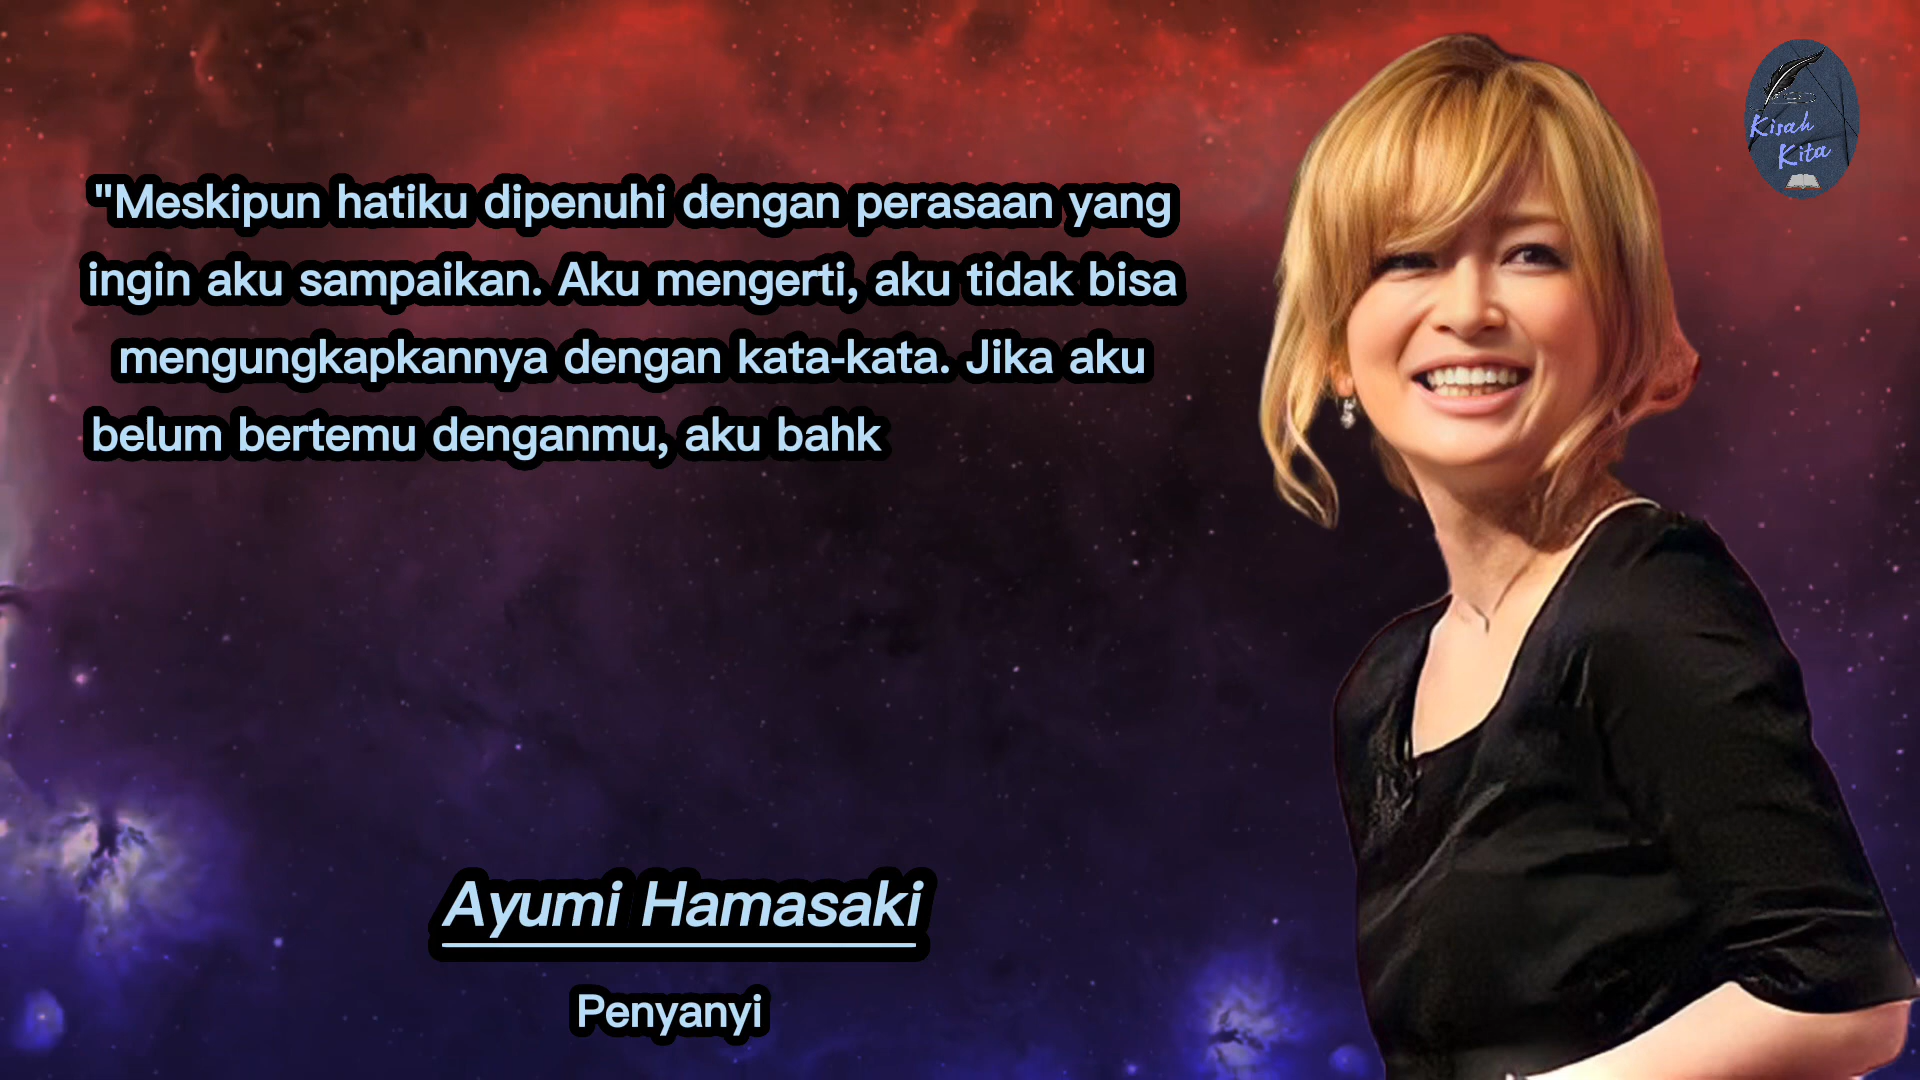 "Meskipun hatiku dipenuhi dengan perasaan yang
ingin aku sampaikan. Aku mengerti, aku tidak bisa
mengungkapkannya dengan kata-kata. Jika aku
belum bertemu denganmu, aku bahk
Ayumi Hamasaki
Penyanyi
Kisah
Kita